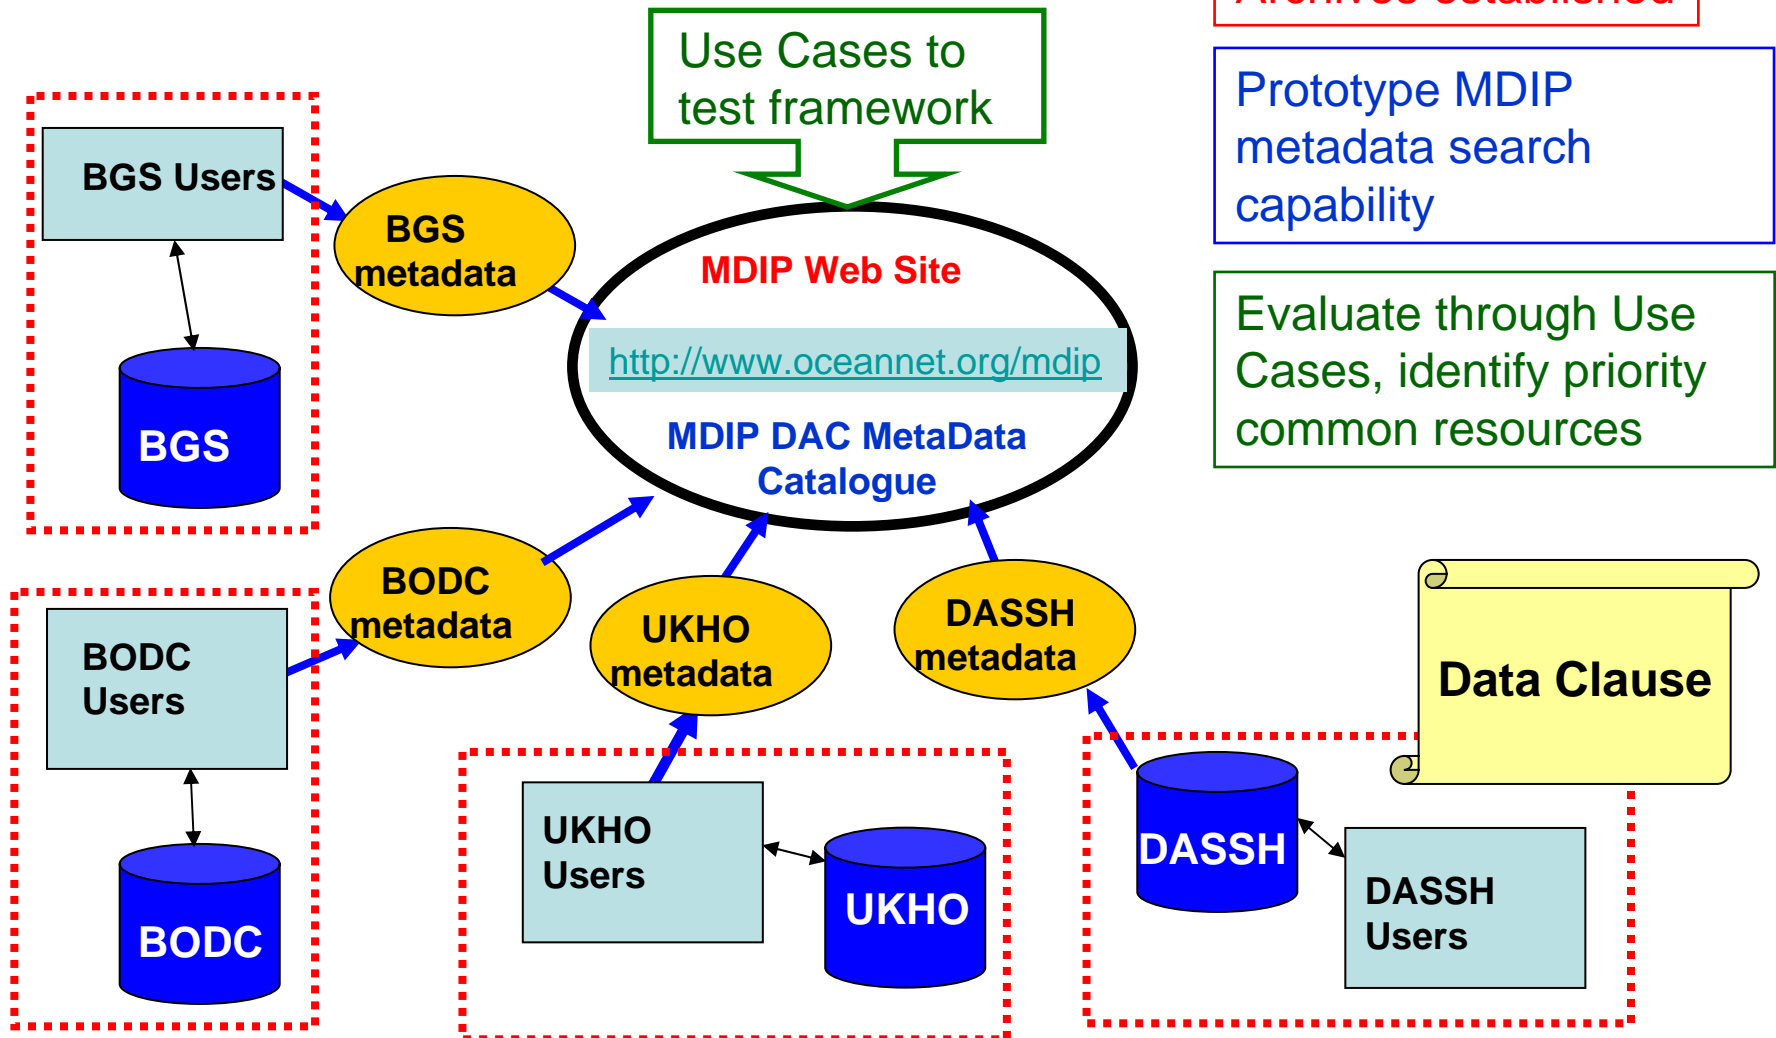 Archives established
Use Cases to
test framework
Prototype MDIP
metadata search
capability
BGS Users
BGS
metadata
MDIP Web Site
http://www.oceannet.org/mdip
MDIP DAC MetaData
Catalogue
Evaluate through Use
Cases, identify priority
common resources
BGS
BODC
metadata
UKHO
metadata
DASSH
metadata
BODC
Users
Data Clause
UKHO
Users
UKHO
DASSH
DASSH
Users
BODC